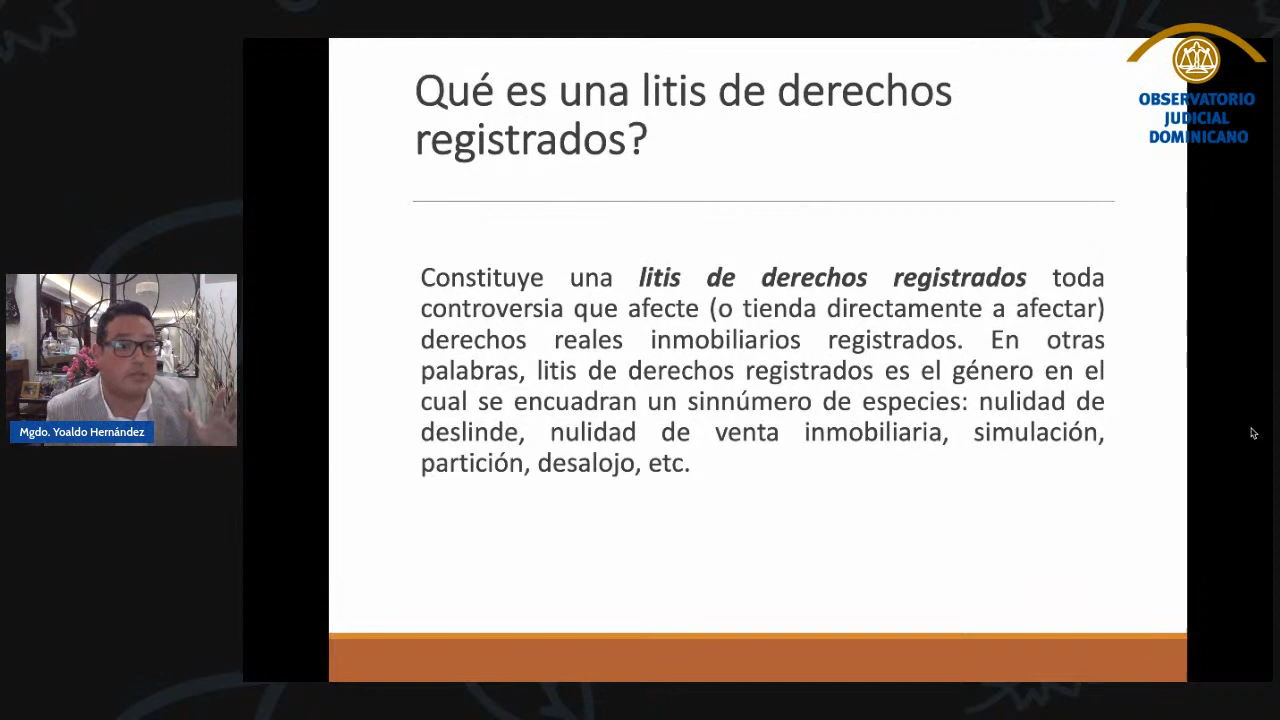 Qué es una litis de derechos
registrados?
OBSERVATORIO
JUDICIAL
DOMINICANO
Constituye una litis de derechos registrados toda
controversia que afecte (o tienda directamente a afectar)
derechos reales inmobiliarios registrados. En otras
palabras, litis de derechos registrados es el género en el
cual se encuadran un sinnúmero de especies: nulidad de
deslinde, nulidad de venta inmobiliaria, simulación,
partición, desalojo, etc.
Mgdo. Yoaldo Hernández